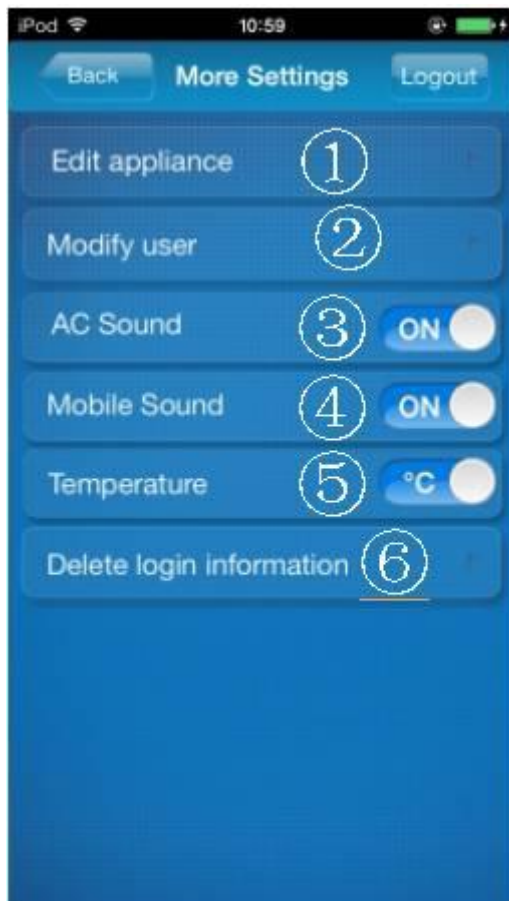 iPod 10:59
Back More Settings Logout
Edit appliance ①
Modify user ②
AC Sound ③ ON
Mobile Sound ④ ON
Temperature ⑤ °C
Delete login information ⑥